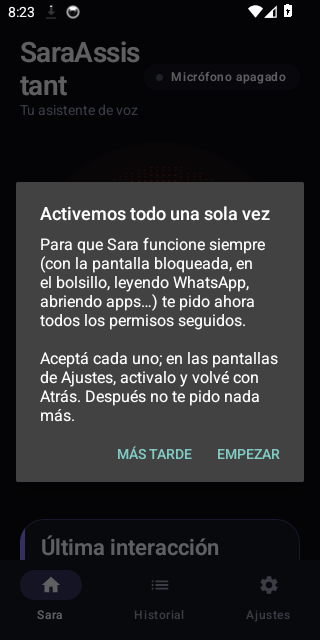 8:23
SaraAssis
tant
Micrófono apagado
Tu asistente de voz
Activemos todo una sola vez
Para que Sara funcione siempre
(con la pantalla bloqueada, en
el bolsillo, leyendo WhatsApp,
abriendo apps…) te pido ahora
todos los permisos seguidos.
Aceptá cada uno; en las pantallas
de Ajustes, activalo y volvé con
Atrás. Después no te pido nada
más.
MÁS TARDE
EMPEZAR
Última interacción
Sara
Historial
Ajustes